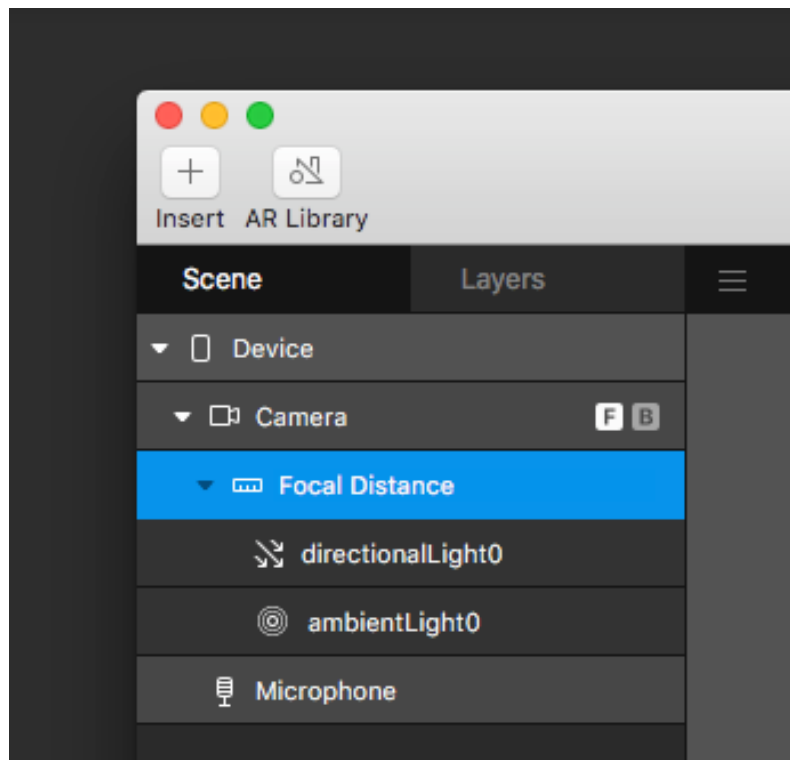 Insert AR Library
Scene Layers
Device
Camera F B
Focal Distance
directionalLight0
ambientLight0
Microphone